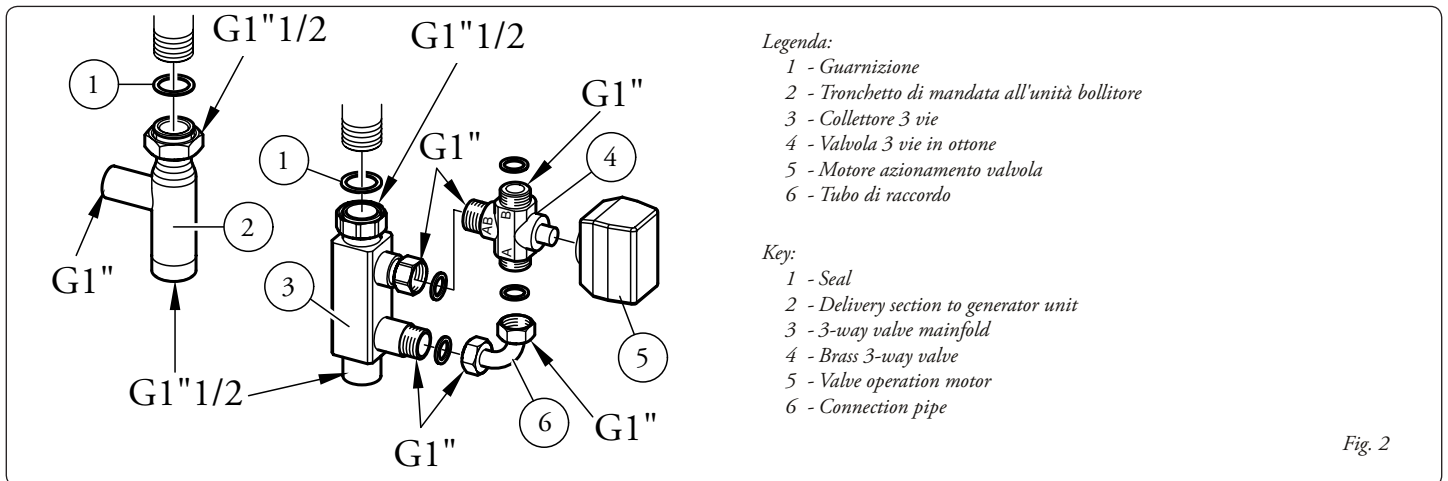 G1"1/2
G1"1/2
1
G1"
G1"
1
4
AB
B
A
2
G1"
3
5
G1"1/2
6
G1"
G1"
Legenda:
1 - Guarnizione
2 - Tronchetto di mandata all'unità bollitore
3 - Collettore 3 vie
4 - Valvola 3 vie in ottone
5 - Motore azionamento valvola
6 - Tubo di raccordo
Key:
1 - Seal
2 - Delivery section to generator unit
3 - 3-way valve mainfold
4 - Brass 3-way valve
5 - Valve operation motor
6 - Connection pipe
Fig. 2